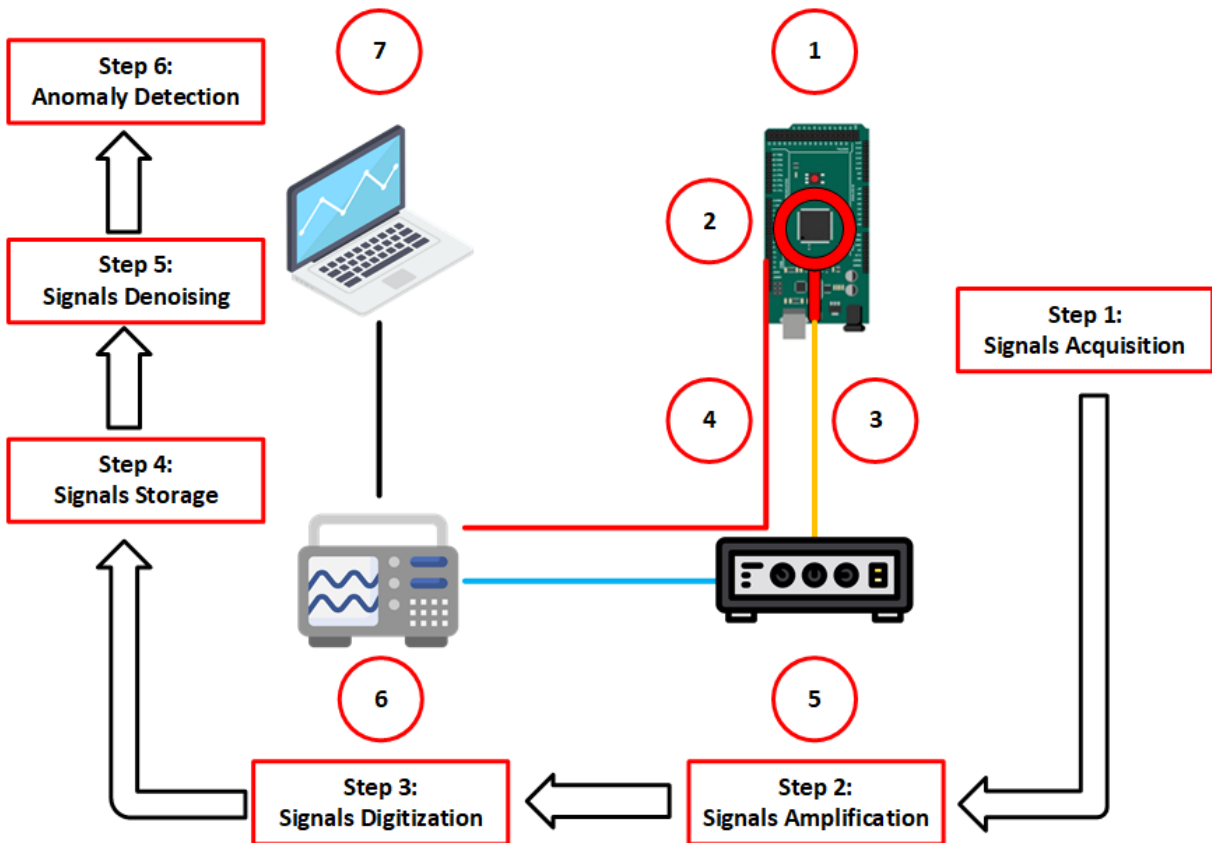 7
1
Step 6:
Anomaly Detection
2
Step 5:
Signals Denoising
Step 1:
Signals Acquisition
4
3
Step 4:
Signals Storage
6
5
Step 3:
Signals Digitization
Step 2:
Signals Amplification